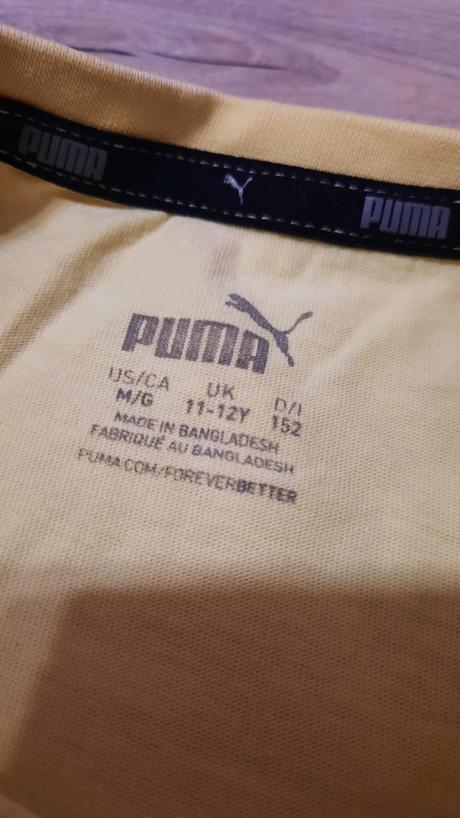 PUMA
PUMA
PUMA
US/CA UK D/I
M/G 11-12Y 152
MADE IN BANGLADESH
FABRIQUÉ AU BANGLADESH
PUMA.COM/FOREVERBETTER